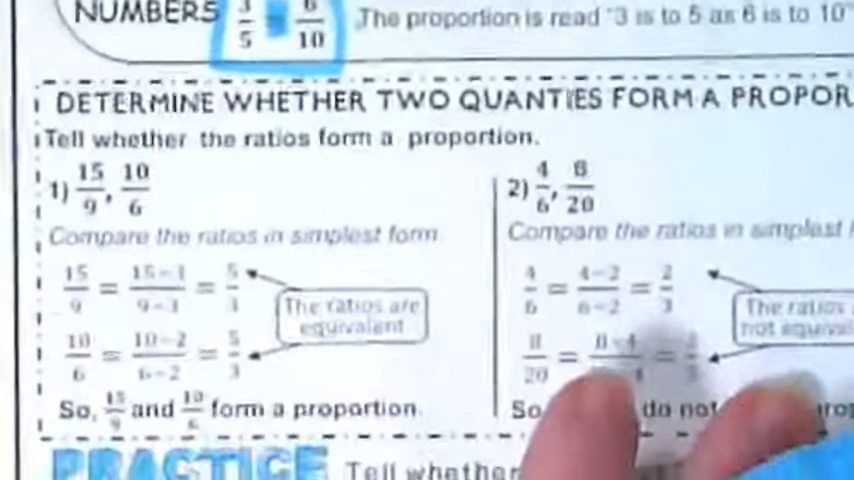 NUMBERS 3/5 = 6/10 The proportion is read "3 is to 5 as 6 is to 10"
DETERMINE WHETHER TWO QUANTIES FORM A PROPOR
Tell whether the ratios form a proportion.
1) 15/9, 10/6
Compare the ratios in simplest form.
15/9 = 15÷3/9÷3 = 5/3
The ratios are
equivalent
10/6 = 10÷2/6÷2 = 5/3
So, 15/9 and 10/6 form a proportion.
2) 4/6, 8/20
Compare the ratios in simplest
4/6 = 4÷2/6÷2 = 2/3
The ratios
not equival
8/20 = 8÷4/ =
So do not
PRACTICE Tell whether